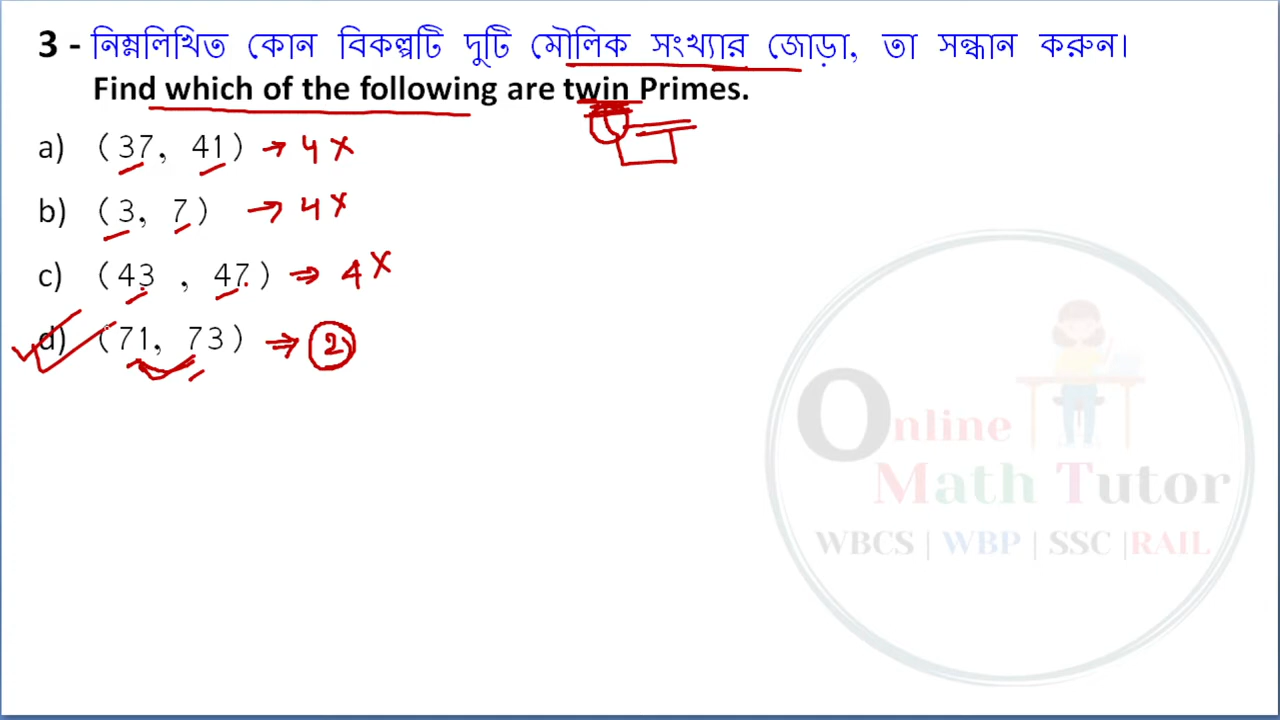 3 - নিম্নলিখিত কোন বিকল্পটি দুটি মৌলিক সংখ্যার জোড়া, তা সন্ধান করুন।
Find which of the following are twin Primes.
a) (37, 41) → 4 X
b) (3, 7) → 4 X
c) (43 , 47) ⇒ 4 X
d) (71, 73) ⇒ 2
Online
Math Tutor
WBCS | WBP | SSC |RAIL